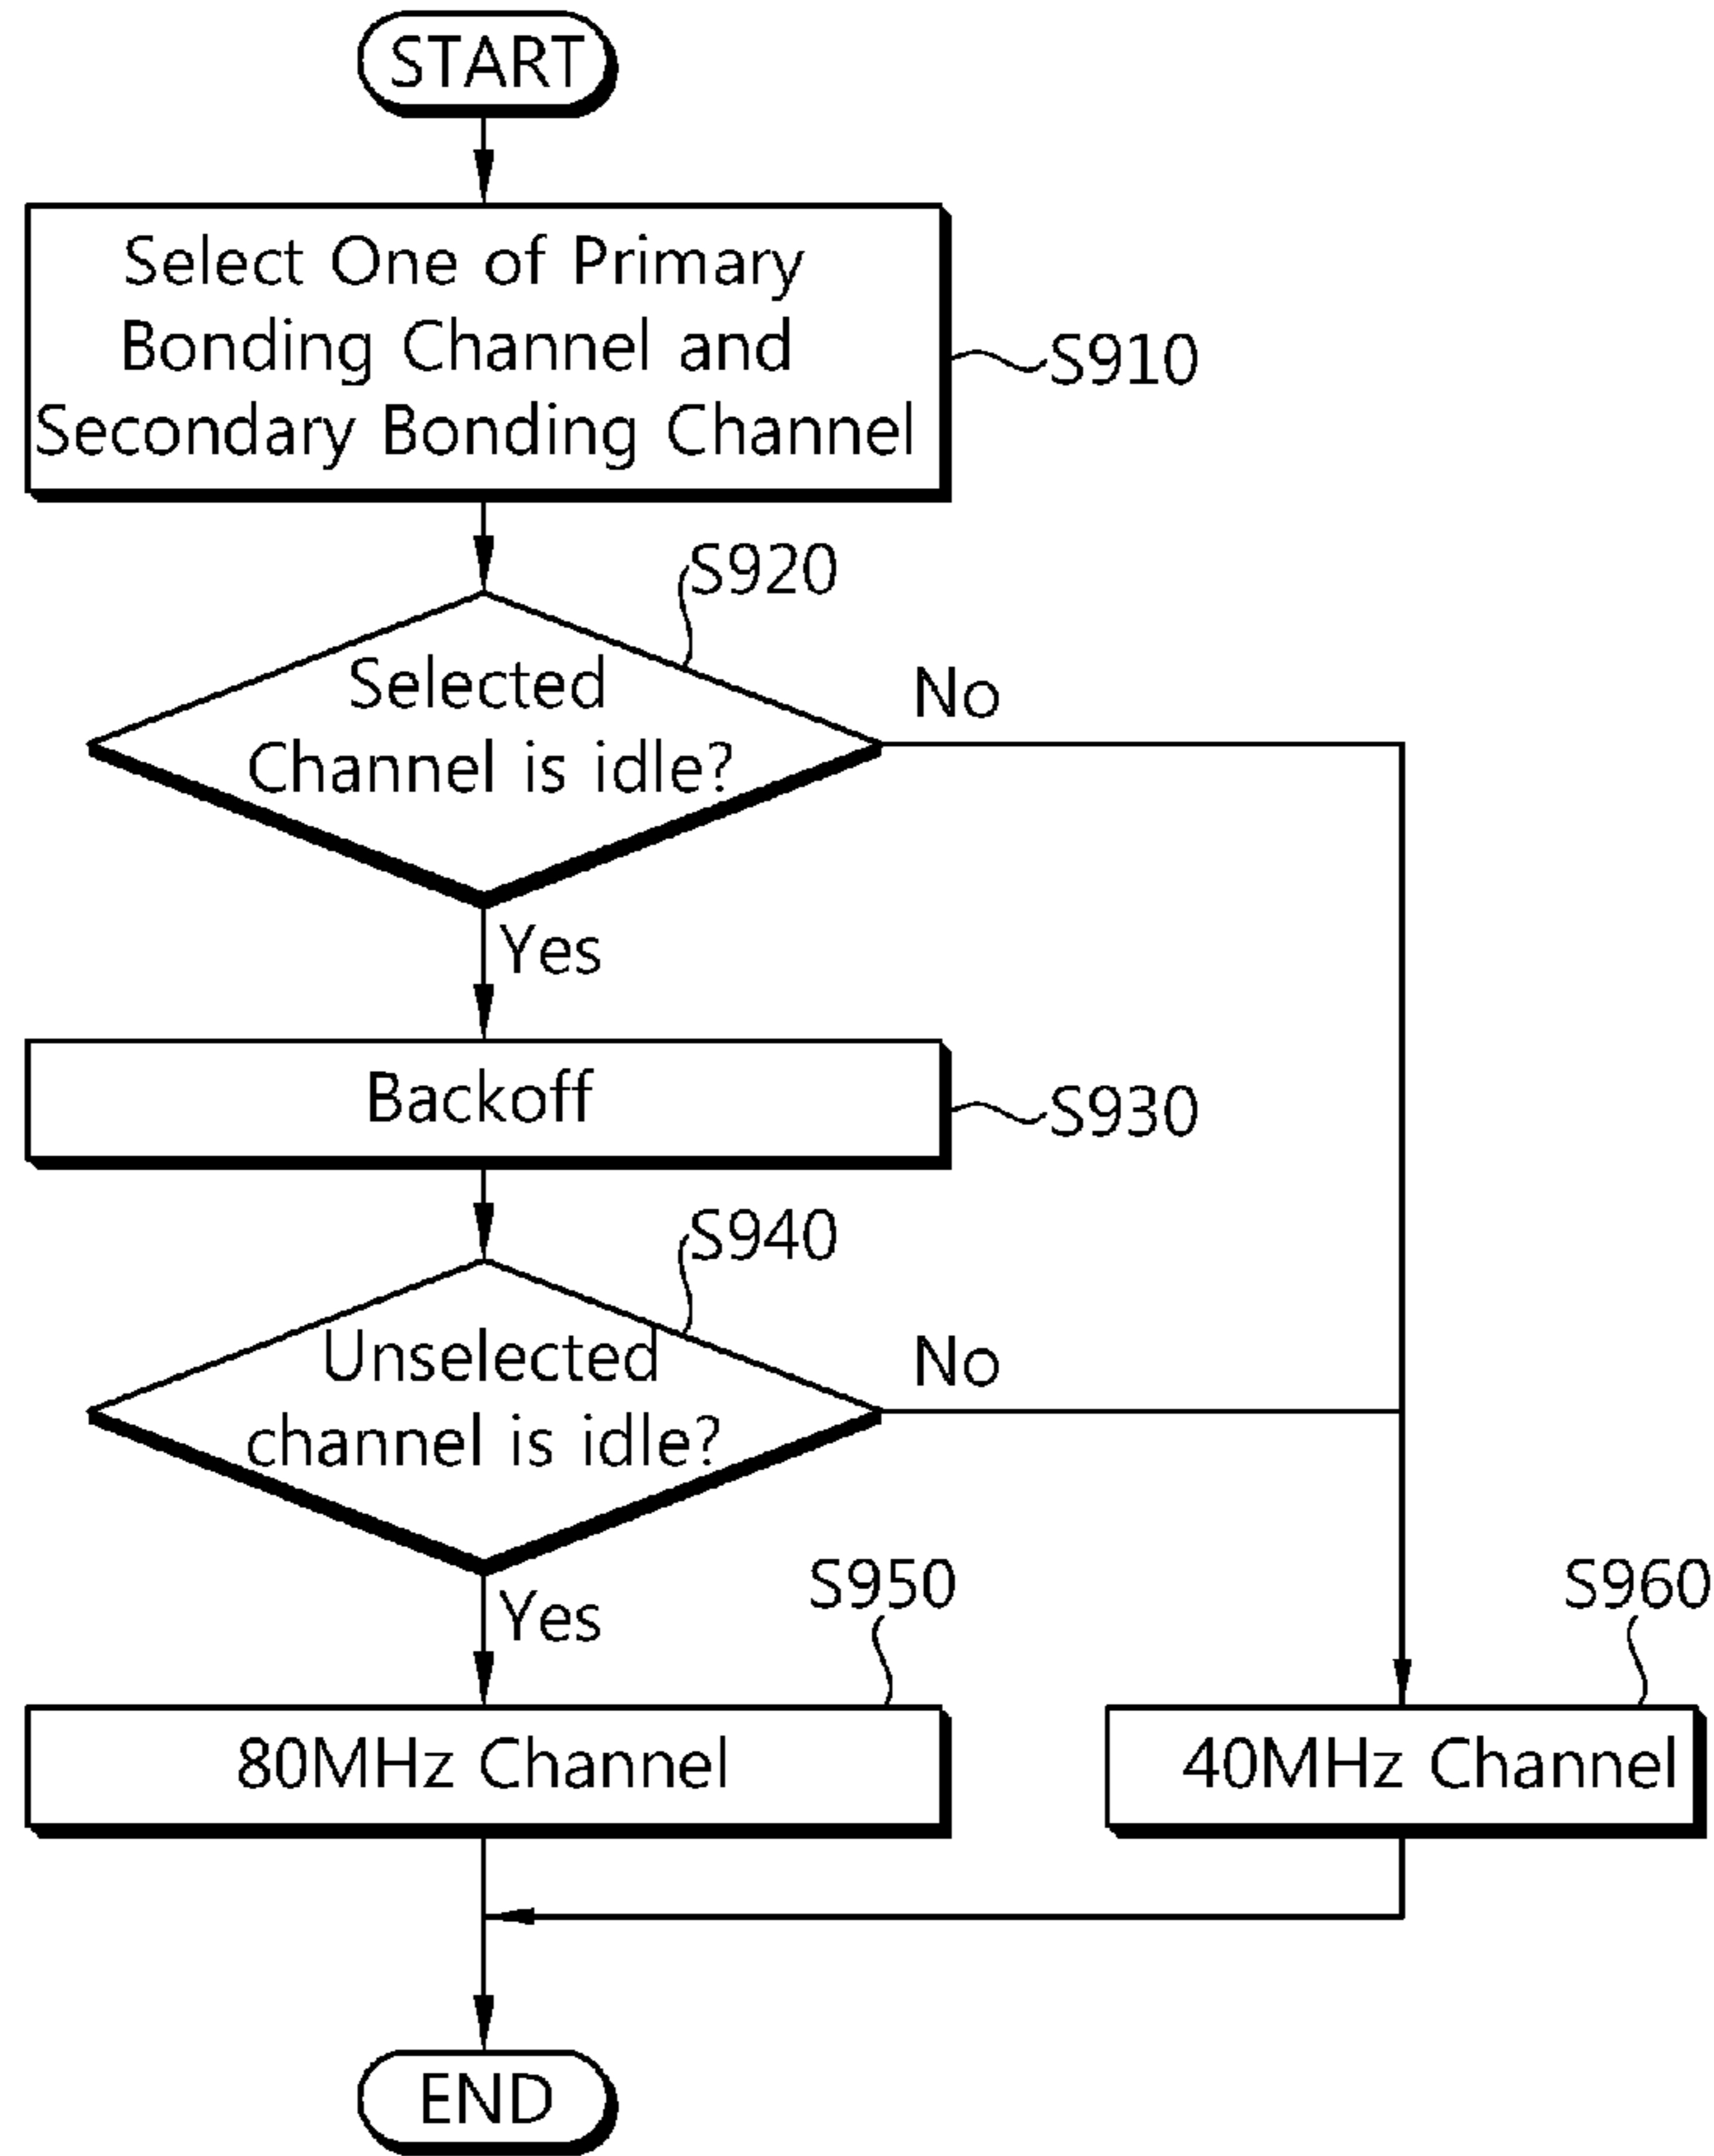 START
Select One of Primary
Bonding Channel and
Secondary Bonding Channel
S910
S920
Selected
Channel is idle?
No
Yes
Backoff
S930
S940
Unselected
channel is idle?
No
Yes
S950
S960
80MHz Channel
40MHz Channel
END